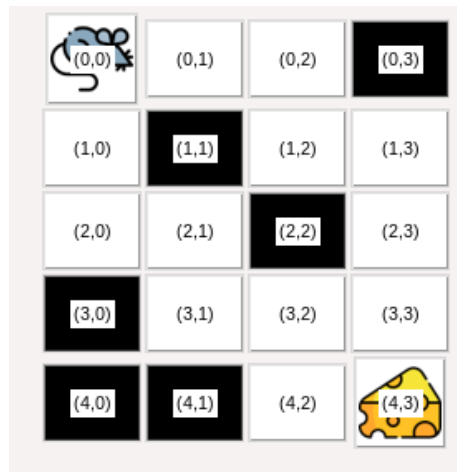 (0,0) (0,1) (0,2) (0,3)
(1,0) (1,1) (1,2) (1,3)
(2,0) (2,1) (2,2) (2,3)
(3,0) (3,1) (3,2) (3,3)
(4,0) (4,1) (4,2) (4,3)